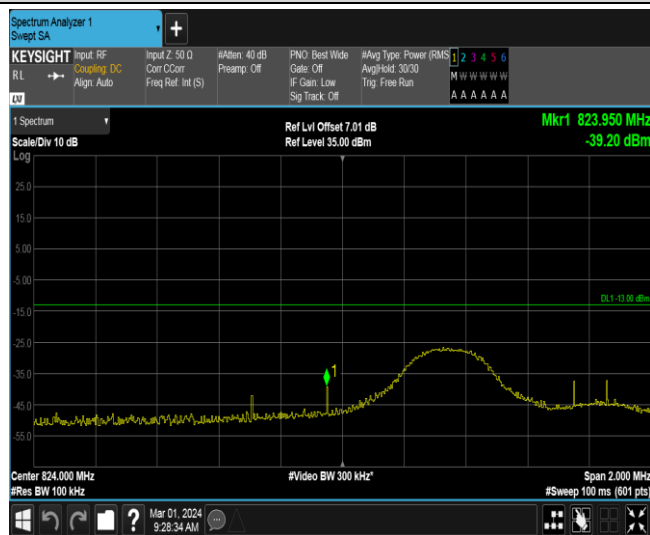 Spectrum Analyzer 1
Swept SA
+
KEYSIGHT
RL
LXI
Input: RF
Coupling: DC
Align: Auto
Input Z: 50 Ω
Corr CCorr
Freq Ref: Int (S)
#Atten: 40 dB
Preamp: Off
PNO: Best Wide
Gate: Off
IF Gain: Low
Sig Track: Off
#Avg Type: Power (RMS
Avg|Hold: 30/30
Trig: Free Run
1 2 3 4 5 6
M W W W W W
A A A A A A
1 Spectrum
Scale/Div 10 dB
Ref Lvl Offset 7.01 dB
Ref Level 35.00 dBm
Mkr1 823.950 MHz
-39.20 dBm
Log
25.0
15.0
5.00
-5.00
DL1 -13.00 dBm
-15.0
-25.0
1
-35.0
-45.0
-55.0
Center 824.000 MHz
#Video BW 300 kHz*
Span 2.000 MHz
#Res BW 100 kHz
#Sweep 100 ms (601 pts)
?
Mar 01, 2024
9:28:34 AM